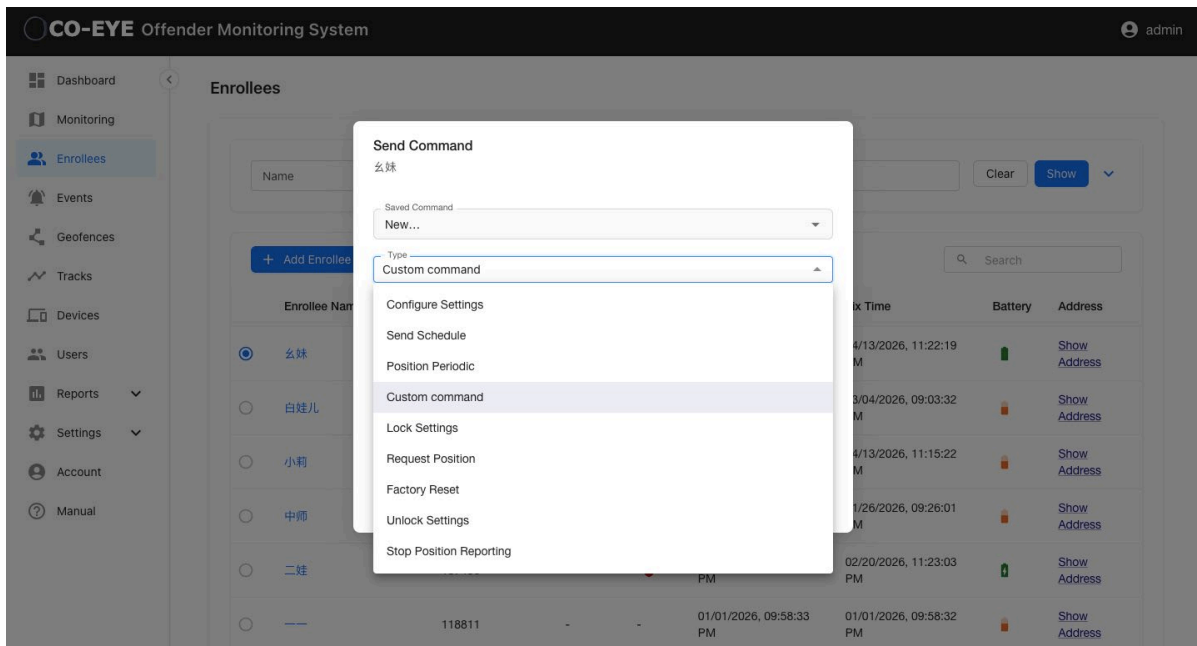 CO-EYE Offender Monitoring System
admin
Dashboard
Monitoring
Enrollees
Events
Geofences
Tracks
Devices
Users
Reports
Settings
Account
Manual
Enrollees
Name
Clear
Show
+ Add Enrollee
Search
Enrollee Nam
ix Time
Battery
Address
幺妹
4/13/2026, 11:22:19
M
Show
Address
白娃儿
3/04/2026, 09:03:32
M
Show
Address
小莉
4/13/2026, 11:15:22
M
Show
Address
中师
1/26/2026, 09:26:01
M
Show
Address
二娃
PM
02/20/2026, 11:23:03
PM
Show
Address
一一
118811
-
-
01/01/2026, 09:58:33
PM
01/01/2026, 09:58:32
PM
Show
Address
Send Command
幺妹
Saved Command
New...
Type
Custom command
Configure Settings
Send Schedule
Position Periodic
Custom command
Lock Settings
Request Position
Factory Reset
Unlock Settings
Stop Position Reporting